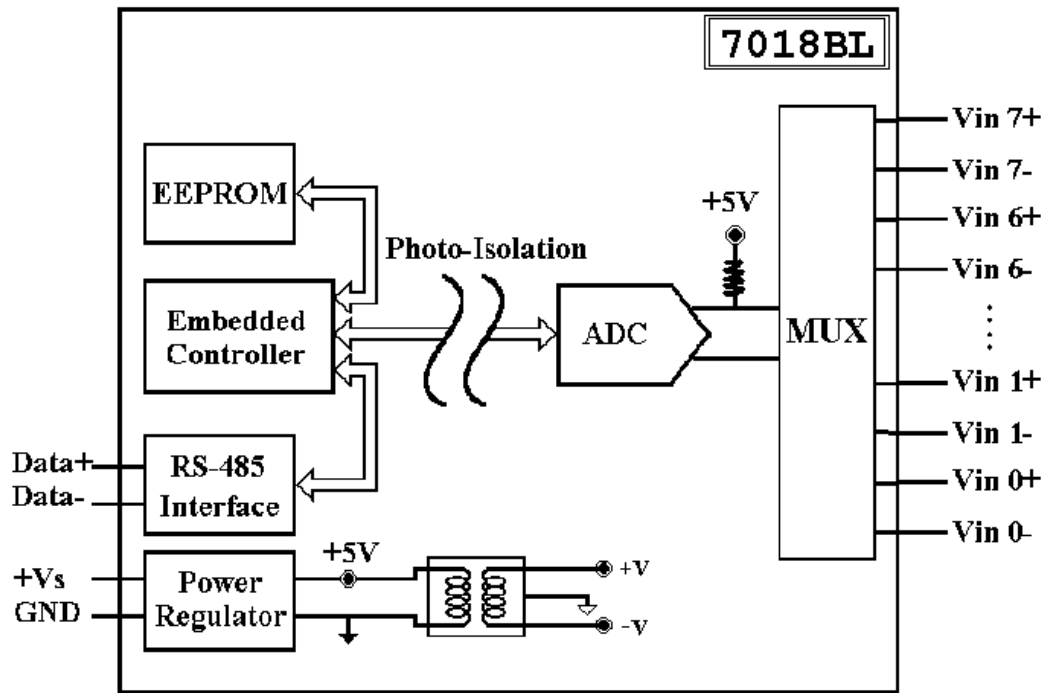 7018BL
Vin 7+
Vin 7-
Vin 6+
Vin 6-
Vin 1+
Vin 1-
Vin 0+
Vin 0-
MUX
+5V
ADC
Photo-Isolation
EEPROM
Embedded
Controller
RS-485
Interface
Data+
Data-
Power
Regulator
+Vs
GND
+5V
+V
-V